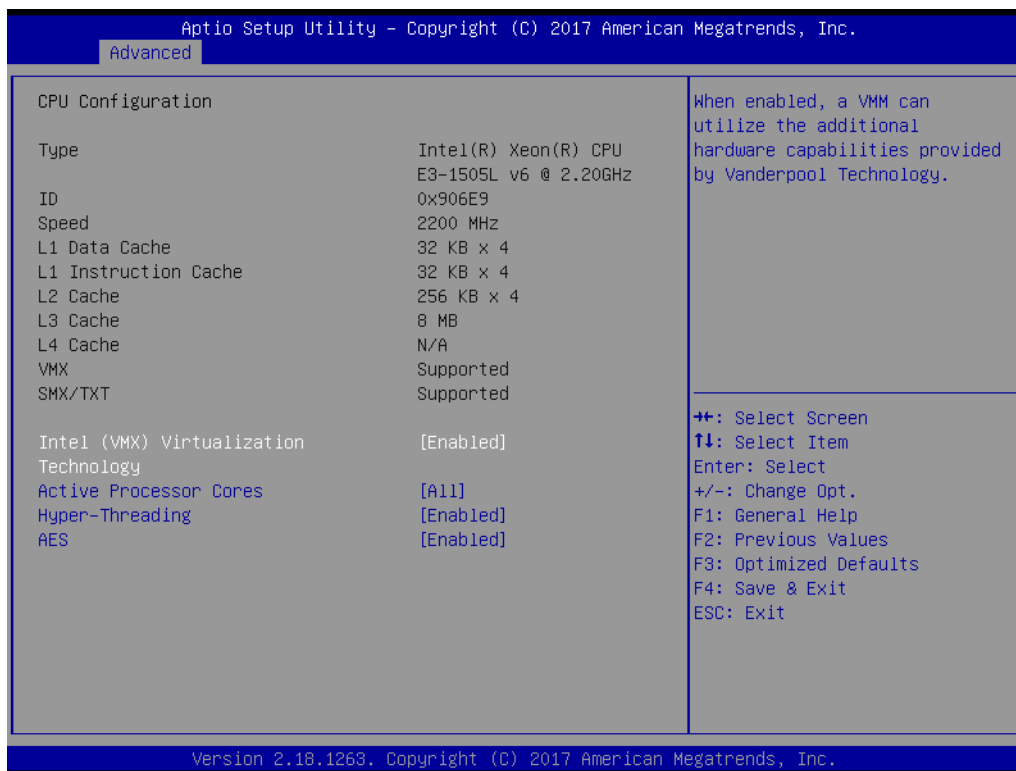 Aptio Setup Utility – Copyright (C) 2017 American Megatrends, Inc.
Advanced
CPU Configuration
Type Intel(R) Xeon(R) CPU
E3-1505L v6 @ 2.20GHz
ID 0x906E9
Speed 2200 MHz
L1 Data Cache 32 KB x 4
L1 Instruction Cache 32 KB x 4
L2 Cache 256 KB x 4
L3 Cache 8 MB
L4 Cache N/A
VMX Supported
SMX/TXT Supported
Intel (VMX) Virtualization [Enabled]
Technology
Active Processor Cores [All]
Hyper-Threading [Enabled]
AES [Enabled]
When enabled, a VMM can
utilize the additional
hardware capabilities provided
by Vanderpool Technology.
→←: Select Screen
↑↓: Select Item
Enter: Select
+/-: Change Opt.
F1: General Help
F2: Previous Values
F3: Optimized Defaults
F4: Save & Exit
ESC: Exit
Version 2.18.1263. Copyright (C) 2017 American Megatrends, Inc.